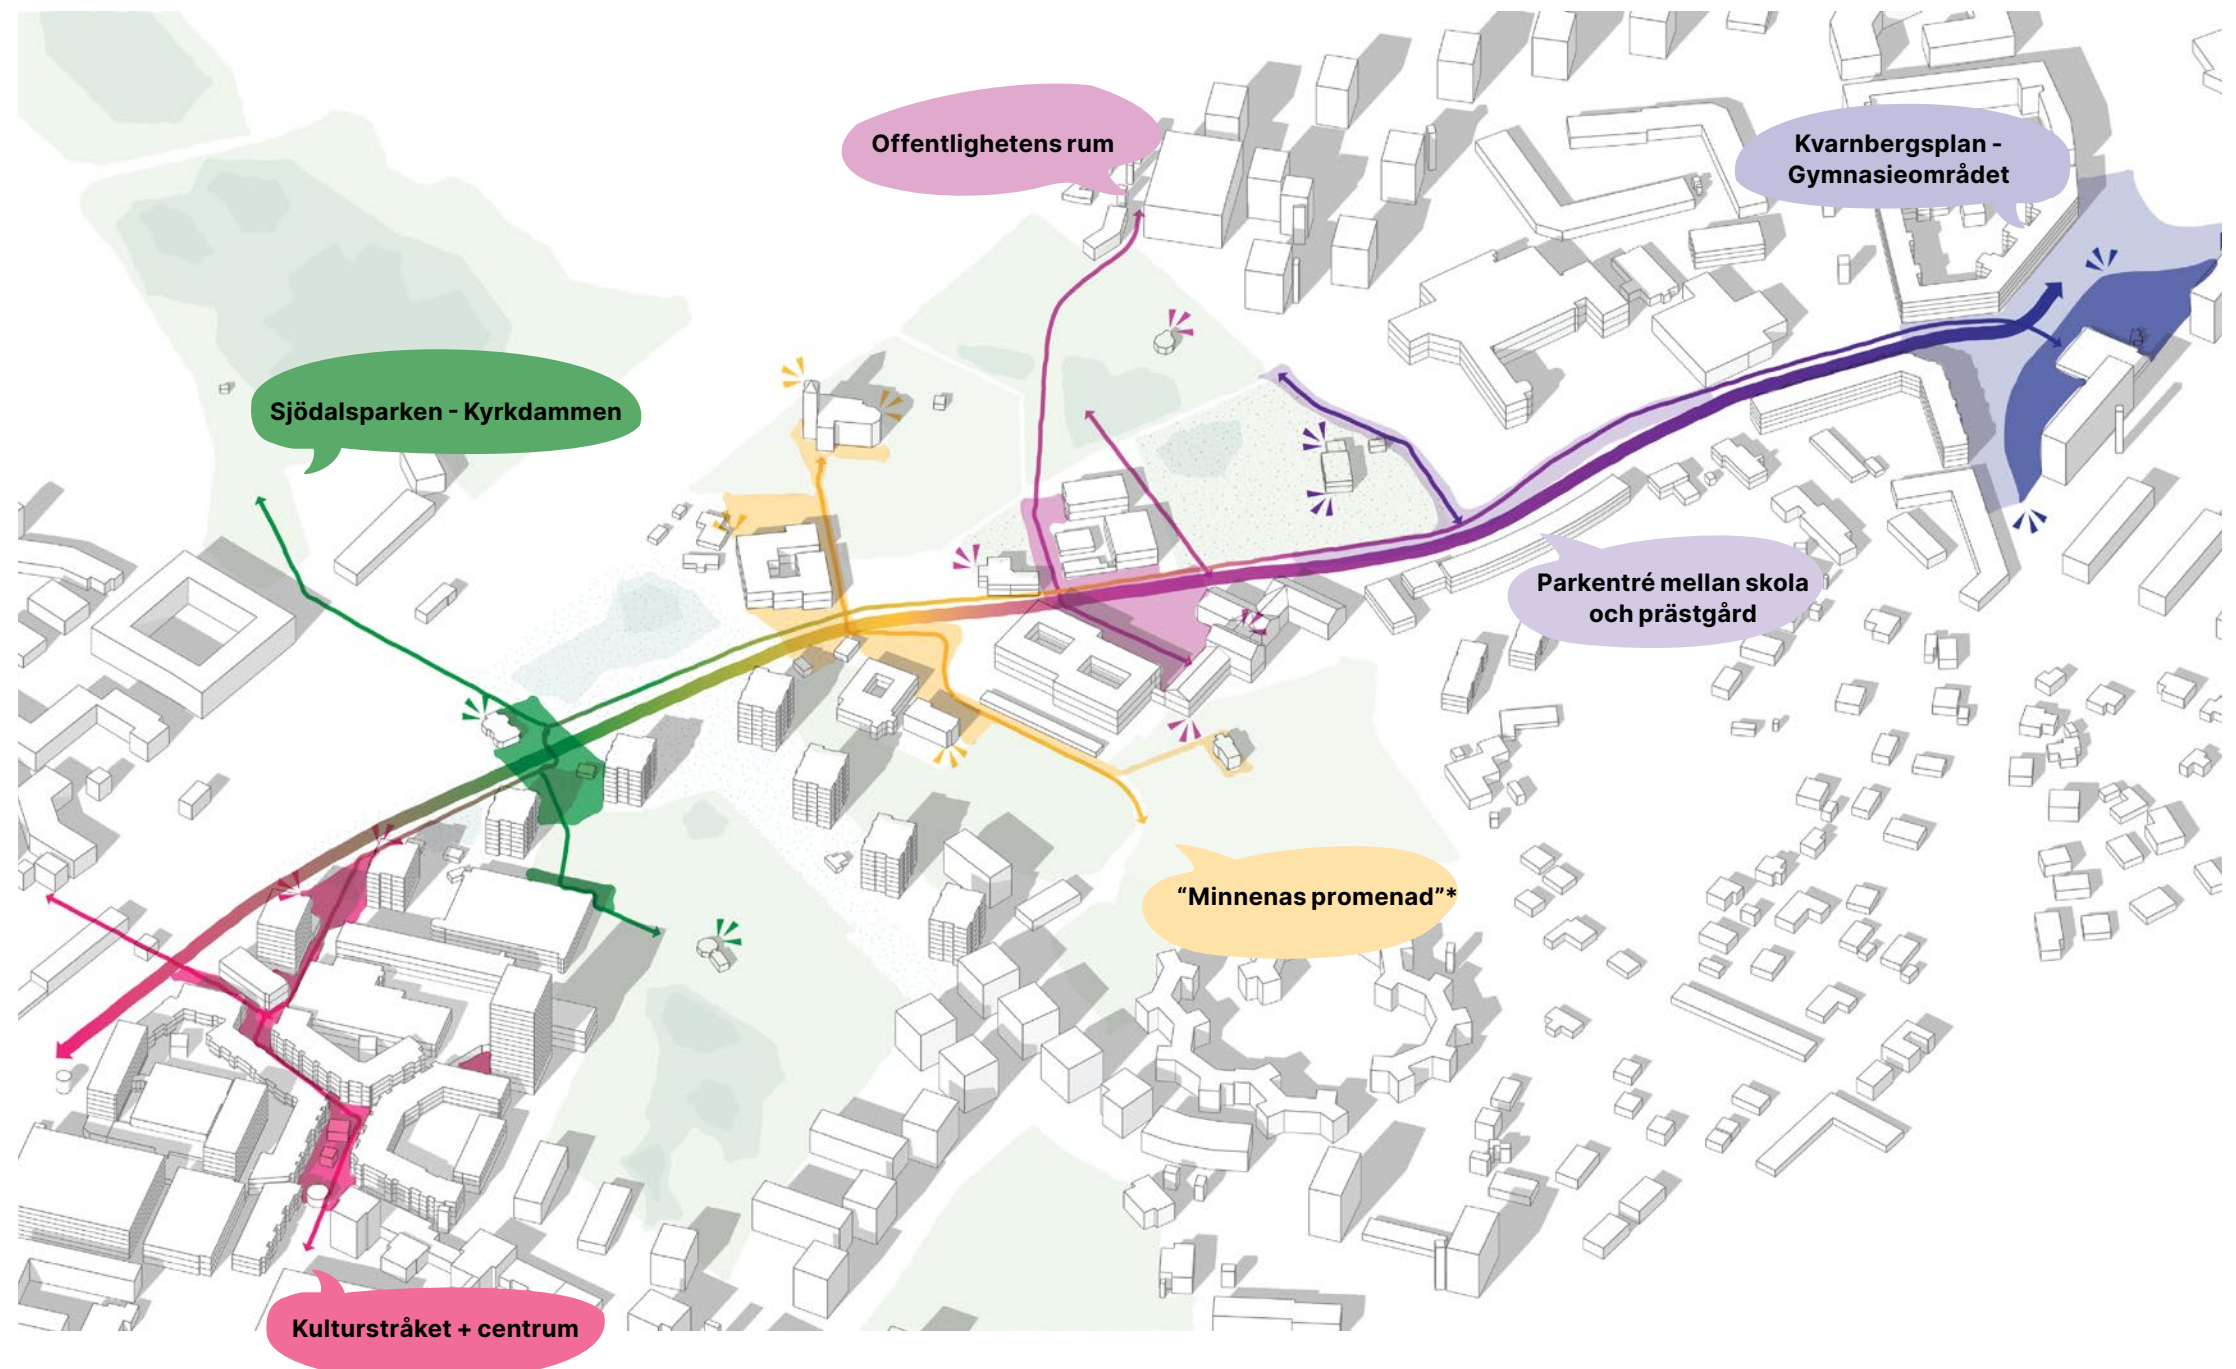 Offentlighetens rum
Kvarnbergsplan -
Gymnasieområdet
Sjödalsparken - Kyrkdammen
Parkentré mellan skola
och prästgård
“Minnenas promenad”*
Kulturstråket + centrum